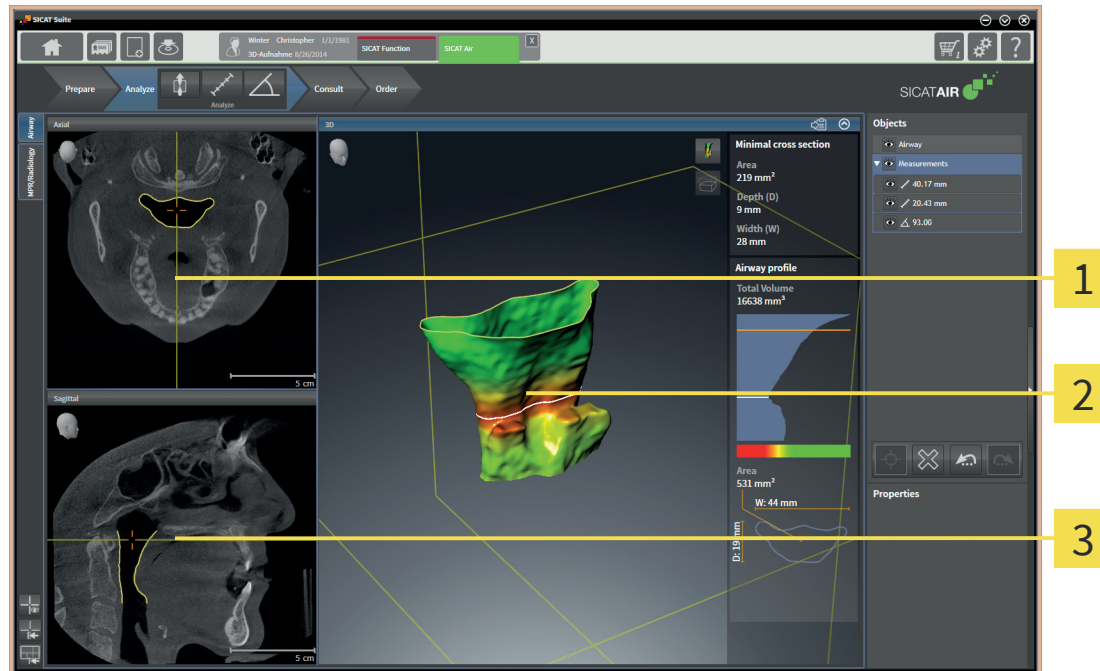 SICAT Suite
Winter Christopher 1/1/1981
3D-Aufnahme 8/26/2014
SICAT Function
SICAT Air
X
1
?
Prepare
Analyze
Analyze
Consult
Order
SICATAIR
Airway
MPR/Radiology
Axial
5 cm
Sagittal
5 cm
3D
Minimal cross section
Area
219 mm²
Depth (D)
9 mm
Width (W)
28 mm
Airway profile
Total Volume
16638 mm³
Area
531 mm²
W: 44 mm
D: 19 mm
Objects
Airway
Measurements
40.17 mm
20.43 mm
93.00
Properties
1
2
3